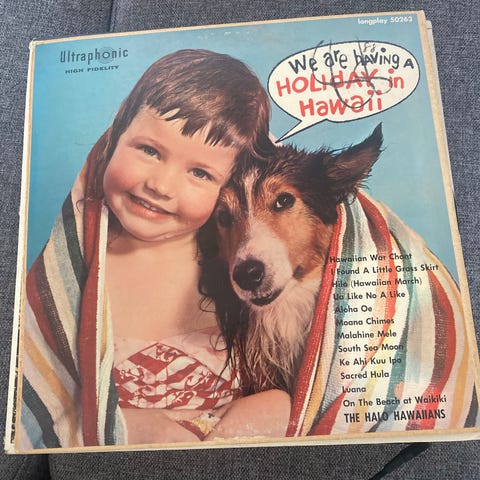 Ultraphonic
HIGH FIDELITY
longplay 50263
We are having A
HOLIDAY in
Hawaii
Hawaiian War Chant
I Found A Little Grass Skirt
Hilo (Hawaiian March)
Ua Like No A Like
Aloha Oe
Moana Chimes
Malahine Mele
South Sea Moon
Ke Ahi Kuu Ipo
Sacred Hula
Luana
On The Beach at Waikiki
THE HALO HAWAIIANS